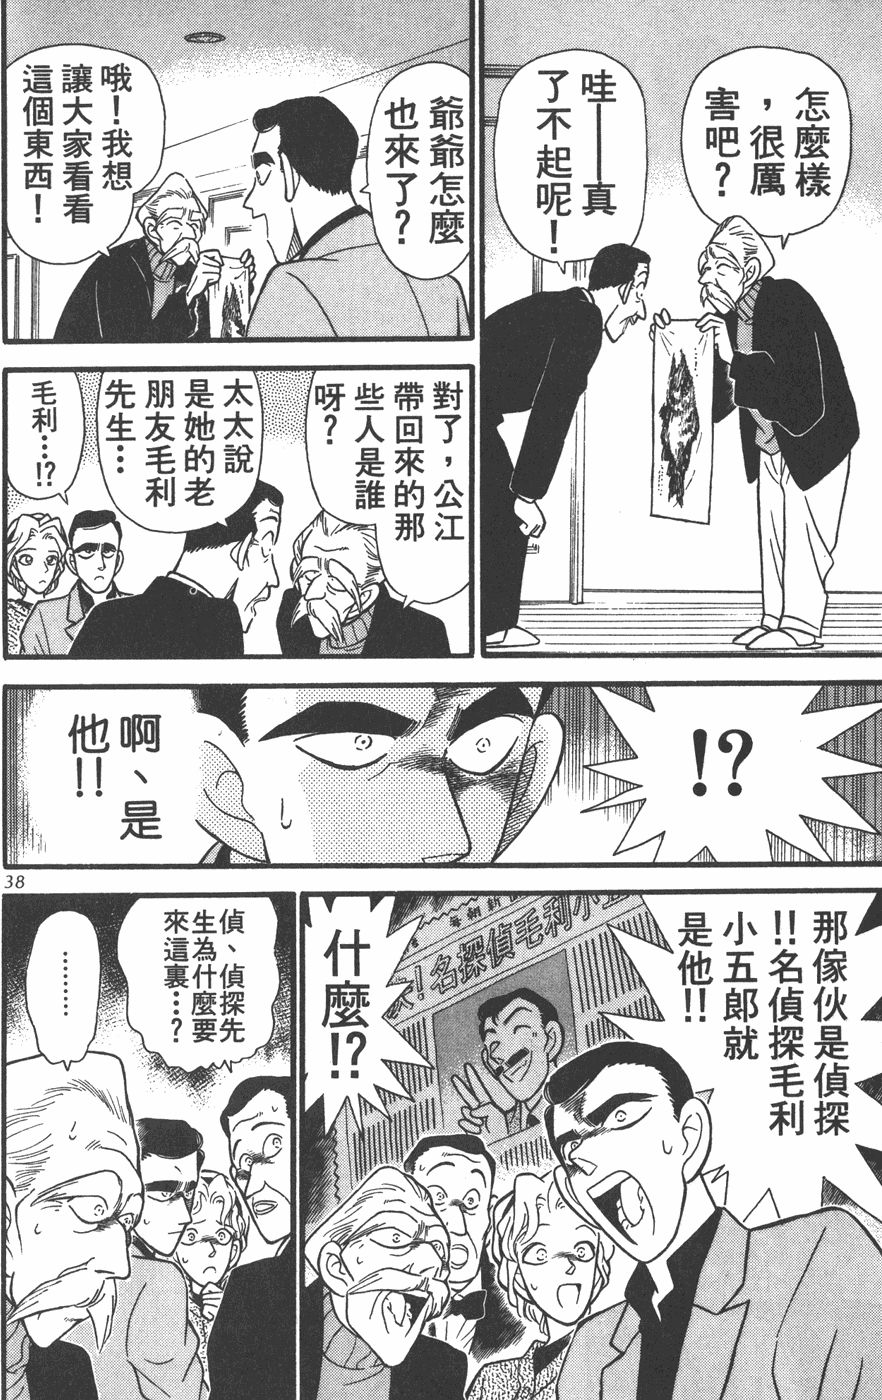 怎麼樣
，很厲
害吧？
哇——真
了不起呢！
爺爺怎麼
也來了？
哦！我想
讓大家看看
這個東西！
對了，公江
帶回來的那
些人是誰
呀？
太太說
是她的老
朋友毛利
先生…
毛利…!?
!?
啊、是
他!!
那傢伙是偵探
!!名偵探毛利
小五郎就
是他!!
名探偵毛利小五
什麼!?
偵、偵探先
生為什麼要
來這裏…？
………
38